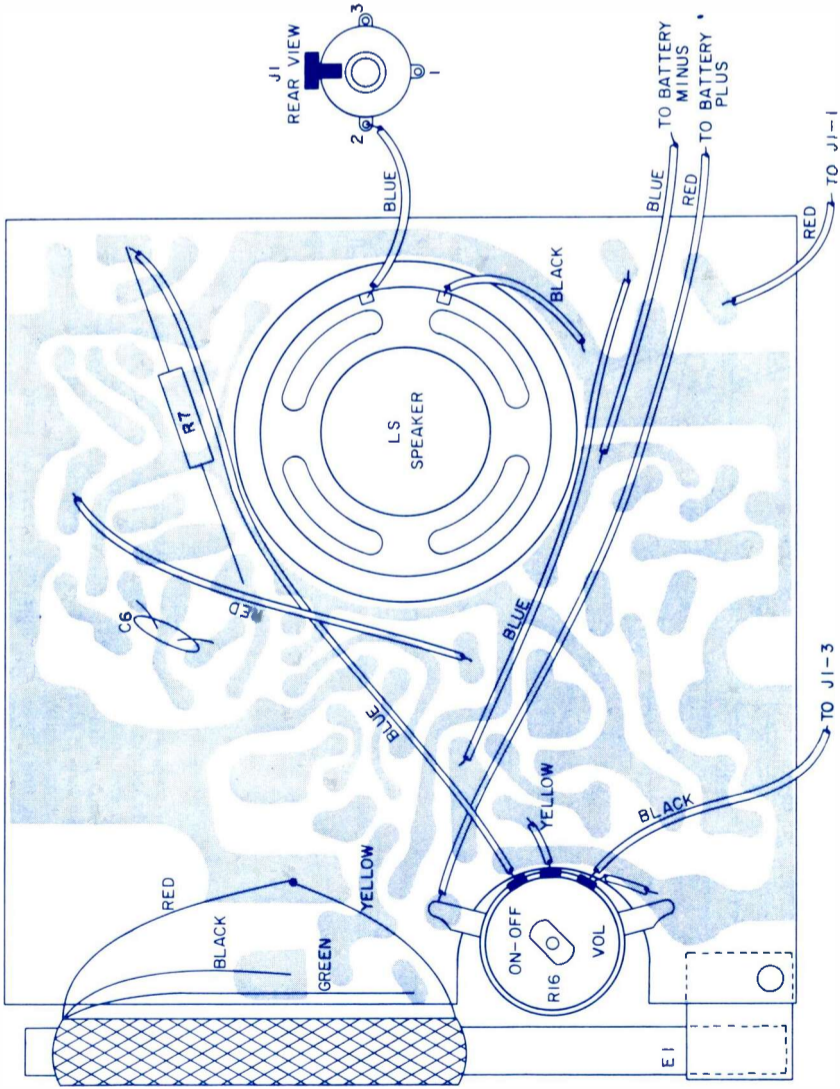 J1
REAR VIEW
3
1
2
BLUE
TO BATTERY
MINUS
TO BATTERY
PLUS
BLUE
RED
RED
TO J1-1
BLACK
R7
LS
SPEAKER
C6
BLUE
BLUE
YELLOW
BLACK
TO J1-3
RED
BLACK
GREEN
YELLOW
ON-OFF
R16
VOL
E1